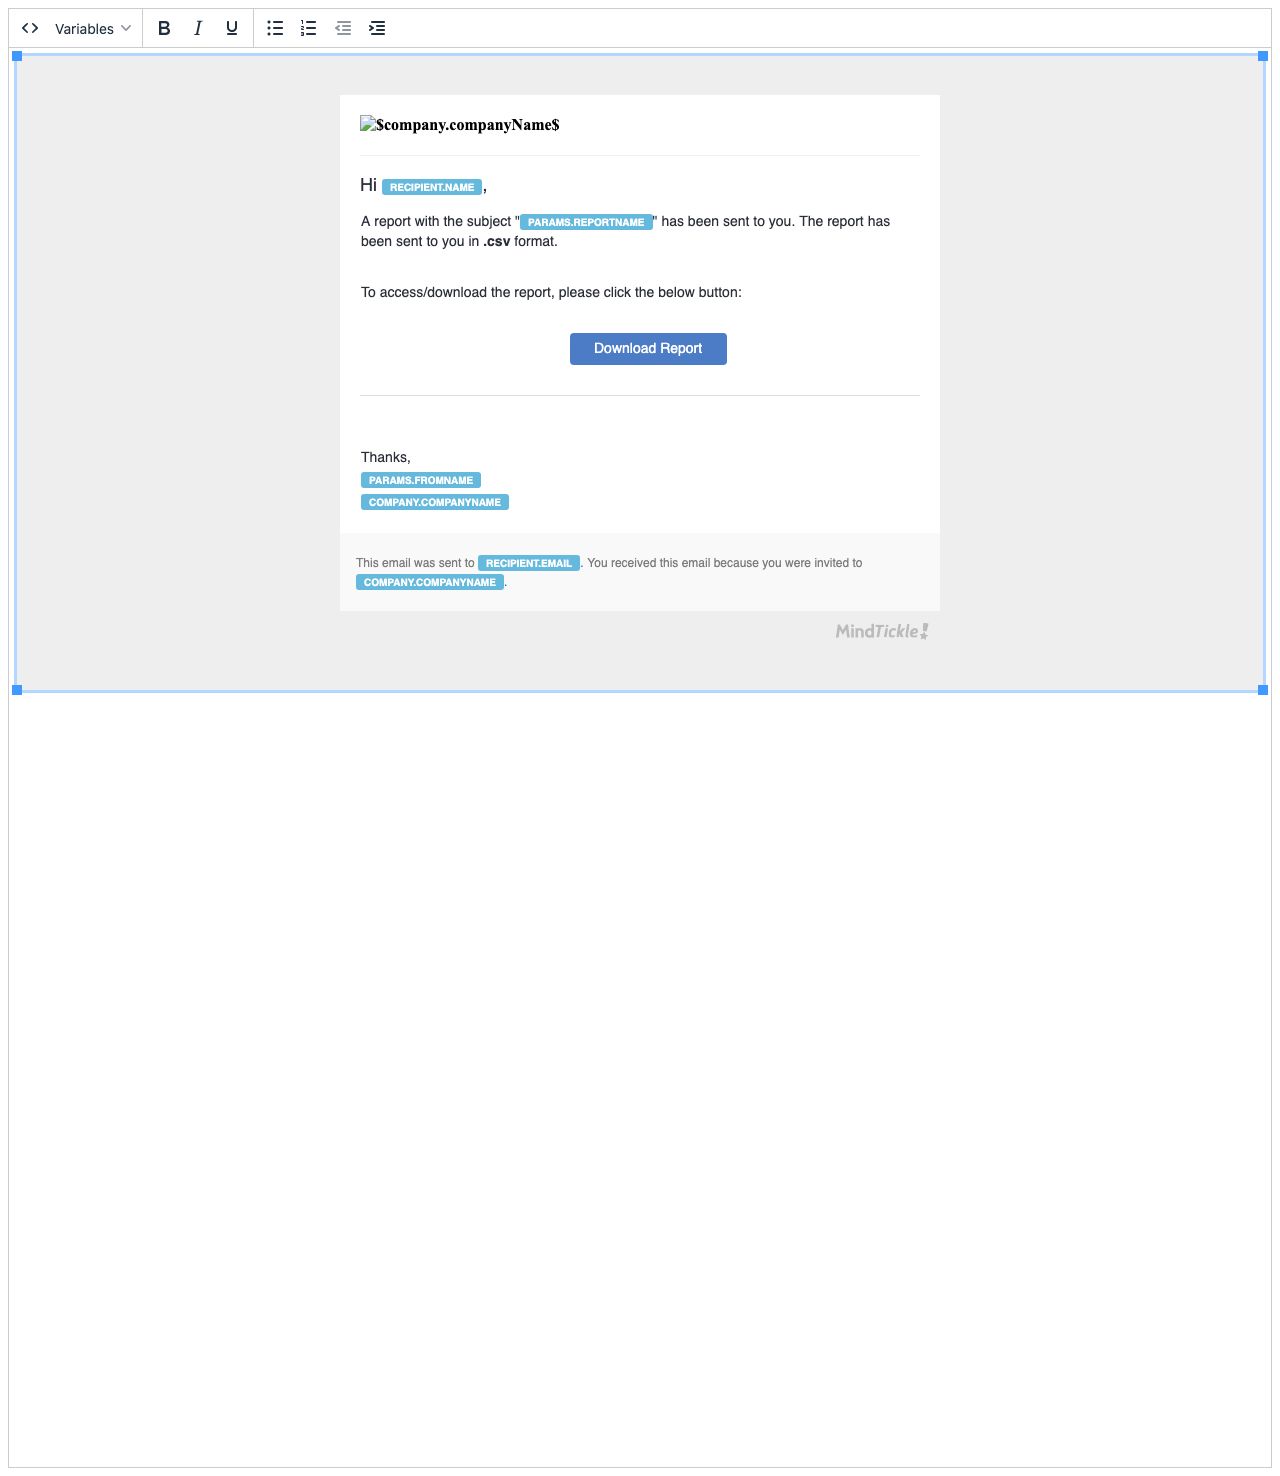 Variables
$company.companyName$
Hi RECIPIENT.NAME,
A report with the subject "PARAMS.REPORTNAME" has been sent to you. The report has
been sent to you in .csv format.
To access/download the report, please click the below button:
Download Report
Thanks,
PARAMS.FROMNAME
COMPANY.COMPANYNAME
This email was sent to RECIPIENT.EMAIL. You received this email because you were invited to
COMPANY.COMPANYNAME.
MindTickle!